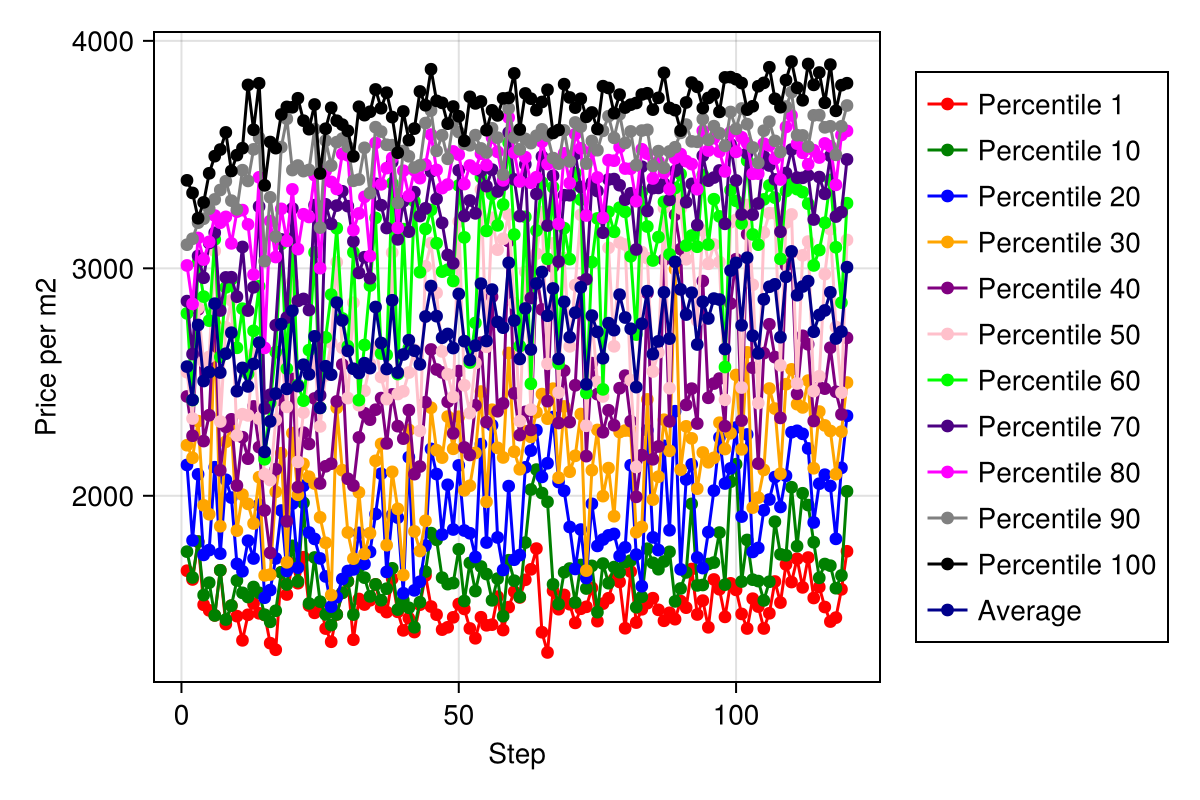 4000
3000
2000
Price per m2
0
50
100
Step
Percentile 1
Percentile 10
Percentile 20
Percentile 30
Percentile 40
Percentile 50
Percentile 60
Percentile 70
Percentile 80
Percentile 90
Percentile 100
Average